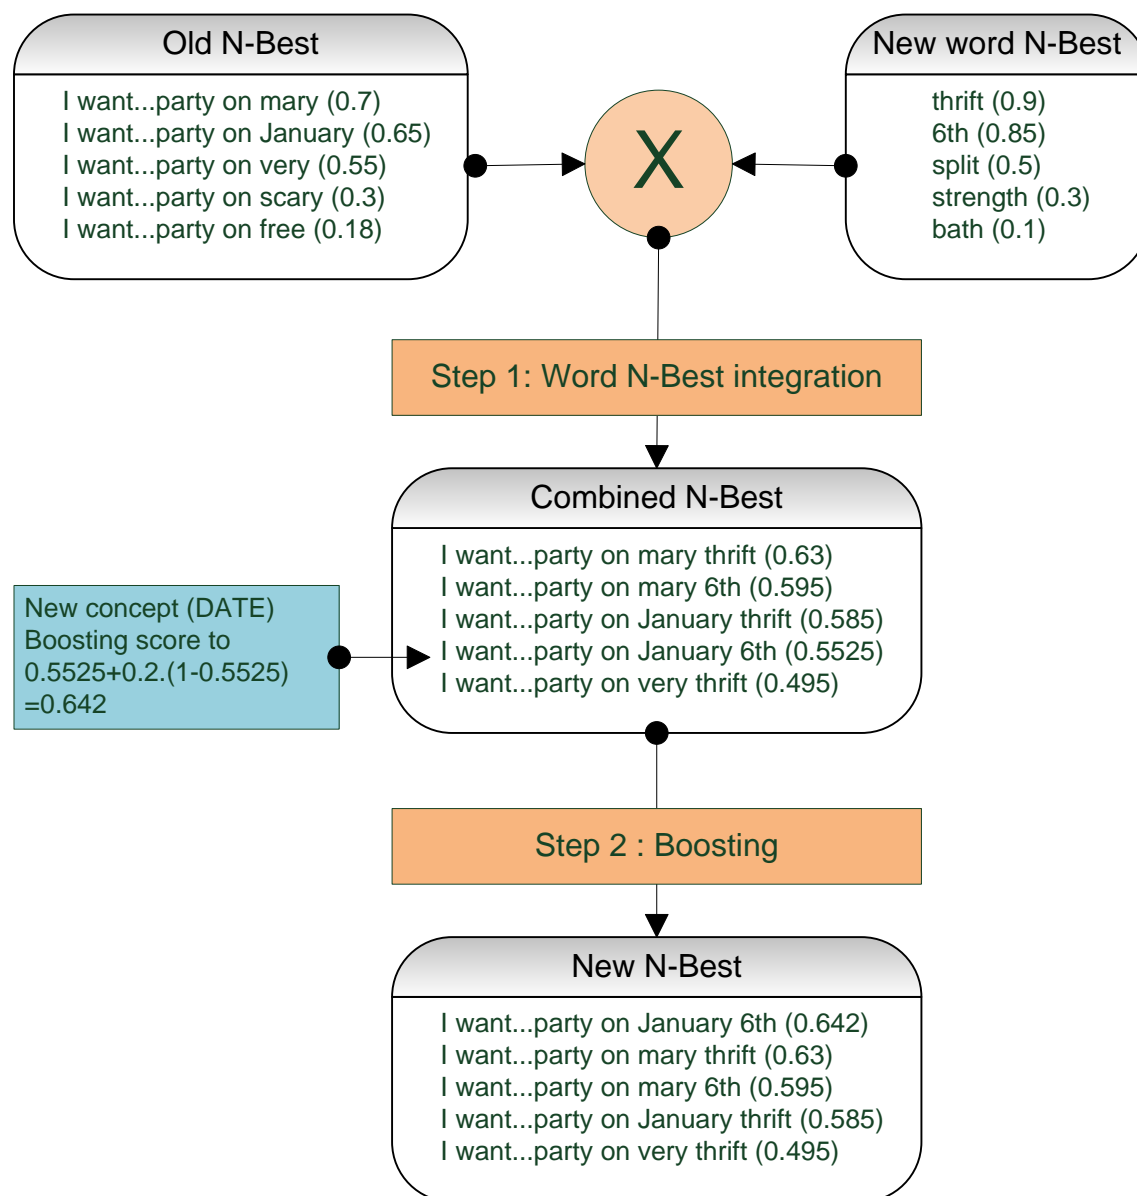 Old N-Best
I want...party on mary (0.7)
I want...party on January (0.65)
I want...party on very (0.55)
I want...party on scary (0.3)
I want...party on free (0.18)
X
New word N-Best
thrift (0.9)
6th (0.85)
split (0.5)
strength (0.3)
bath (0.1)
Step 1: Word N-Best integration
Combined N-Best
I want...party on mary thrift (0.63)
I want...party on mary 6th (0.595)
I want...party on January thrift (0.585)
I want...party on January 6th (0.5525)
I want...party on very thrift (0.495)
New concept (DATE)
Boosting score to
0.5525+0.2.(1-0.5525)
=0.642
Step 2 : Boosting
New N-Best
I want...party on January 6th (0.642)
I want...party on mary thrift (0.63)
I want...party on mary 6th (0.595)
I want...party on January thrift (0.585)
I want...party on very thrift (0.495)